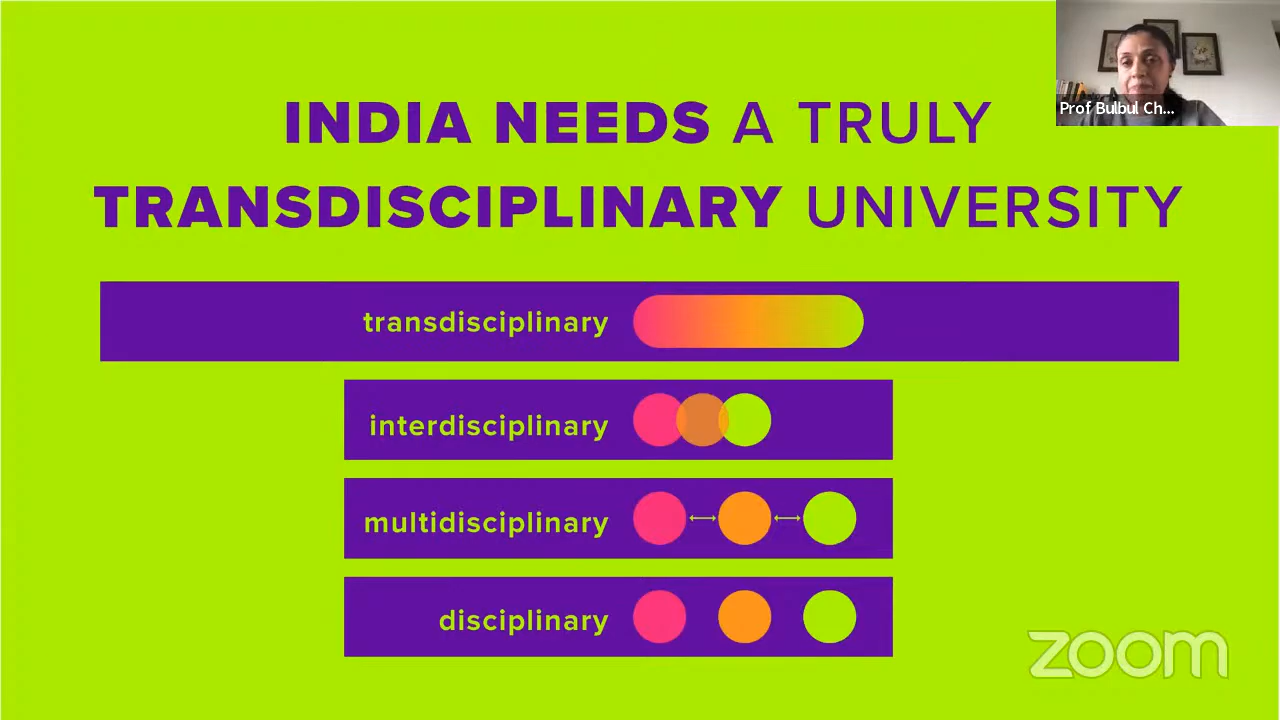 INDIA NEEDS A TRULY
TRANSDISCIPLINARY UNIVERSITY
transdisciplinary
interdisciplinary
multidisciplinary
disciplinary
Prof Bulbul Ch...
zoom